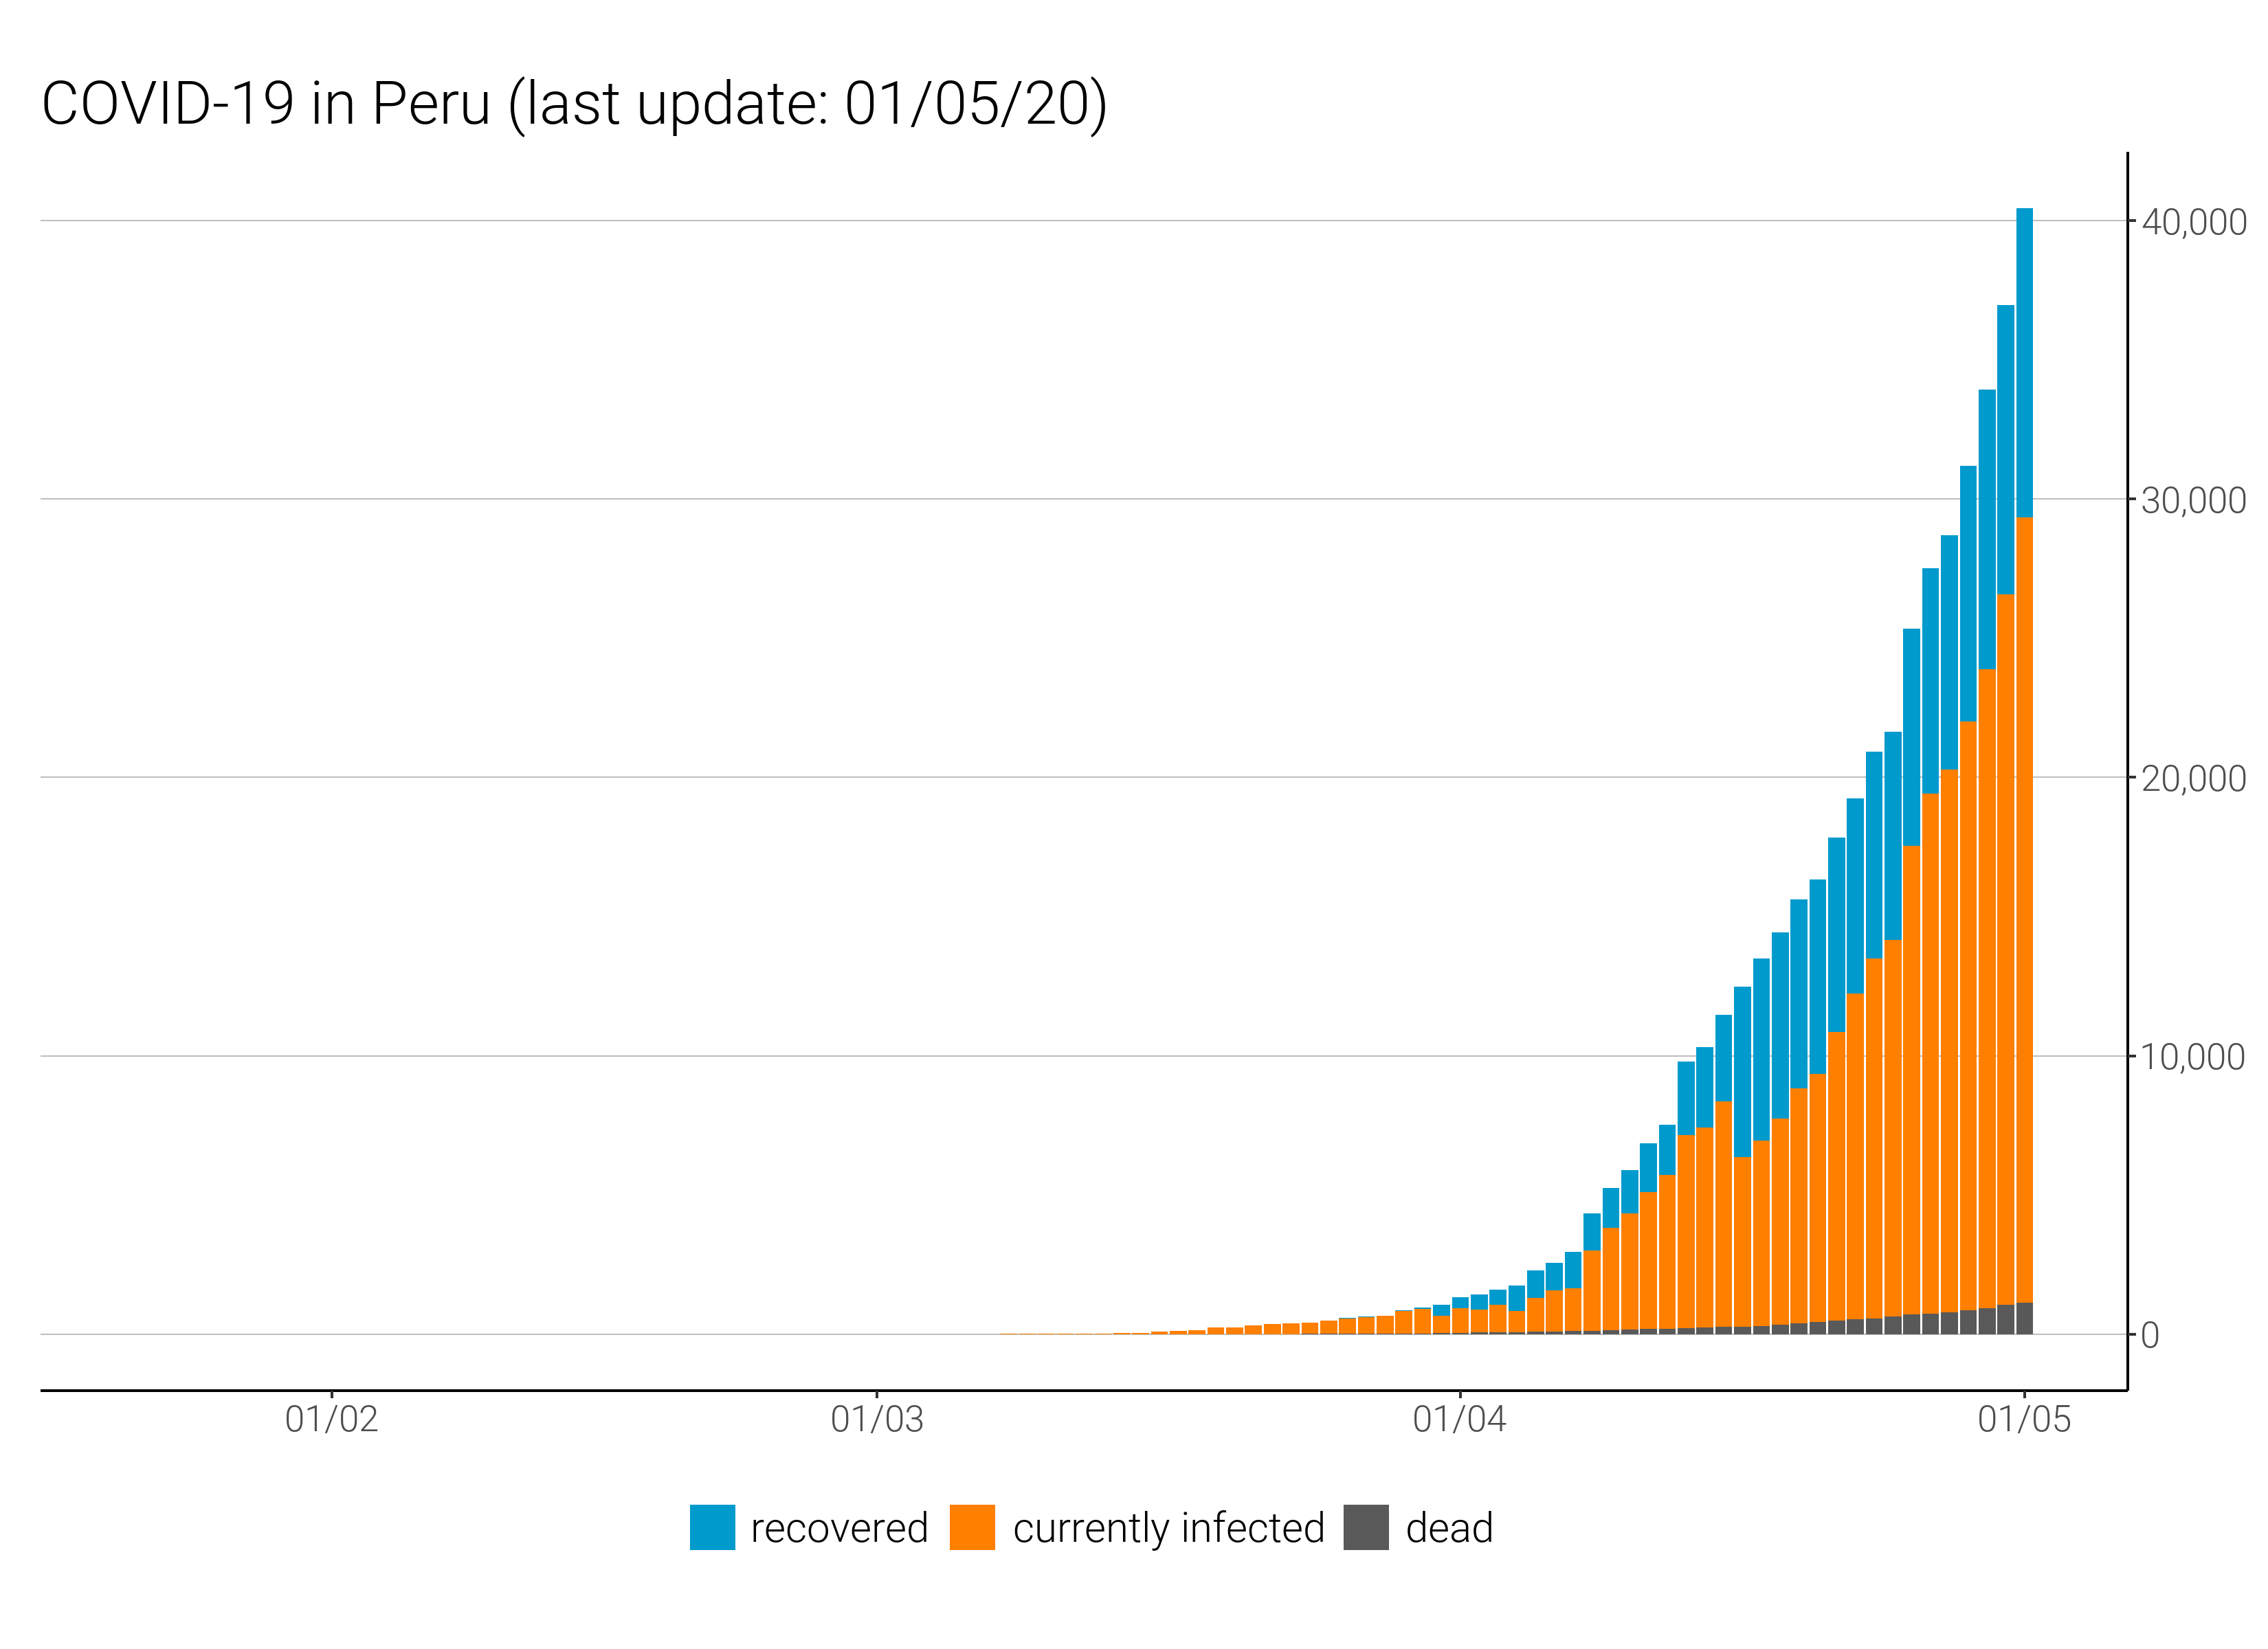 COVID-19 in Peru (last update: 01/05/20)
40,000
30,000
20,000
10,000
0
01/02 01/03 01/04 01/05
recovered currently infected dead